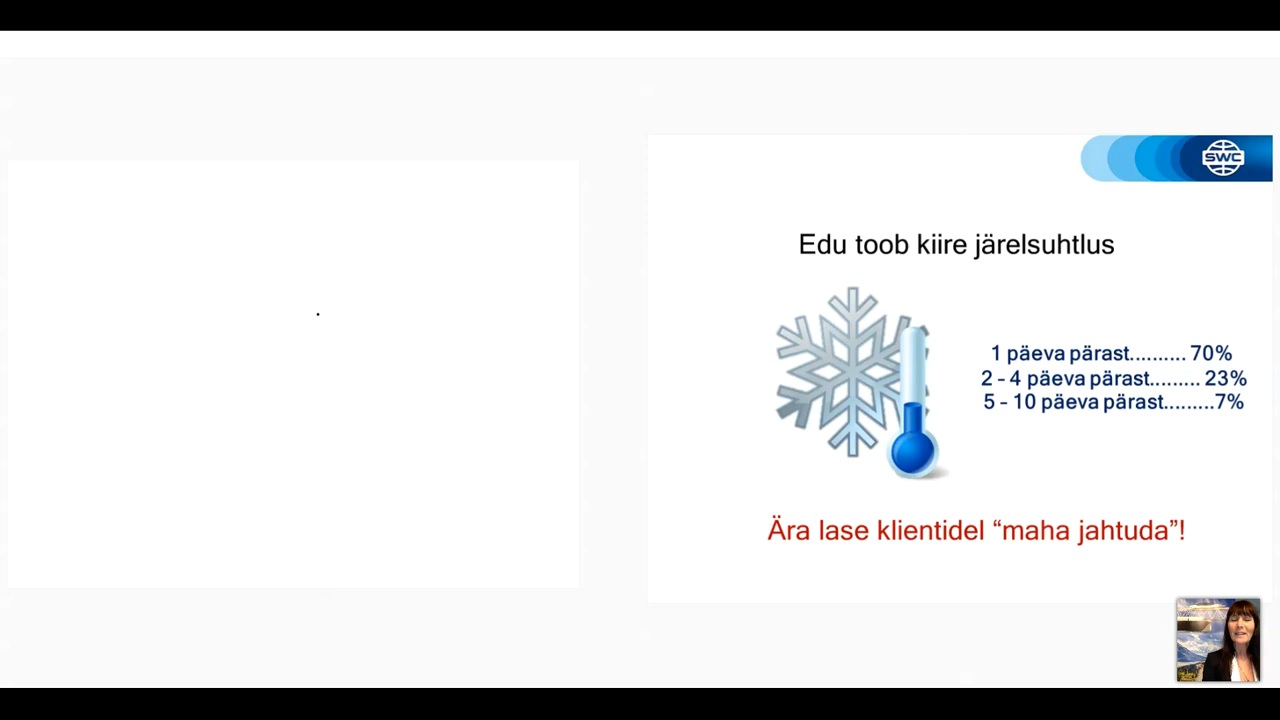 SWC
Edu toob kiire järelsuhtlus
1 päeva pärast.......... 70%
2 – 4 päeva pärast......... 23%
5 – 10 päeva pärast.........7%
Ära lase klientidel “maha jahtuda”!